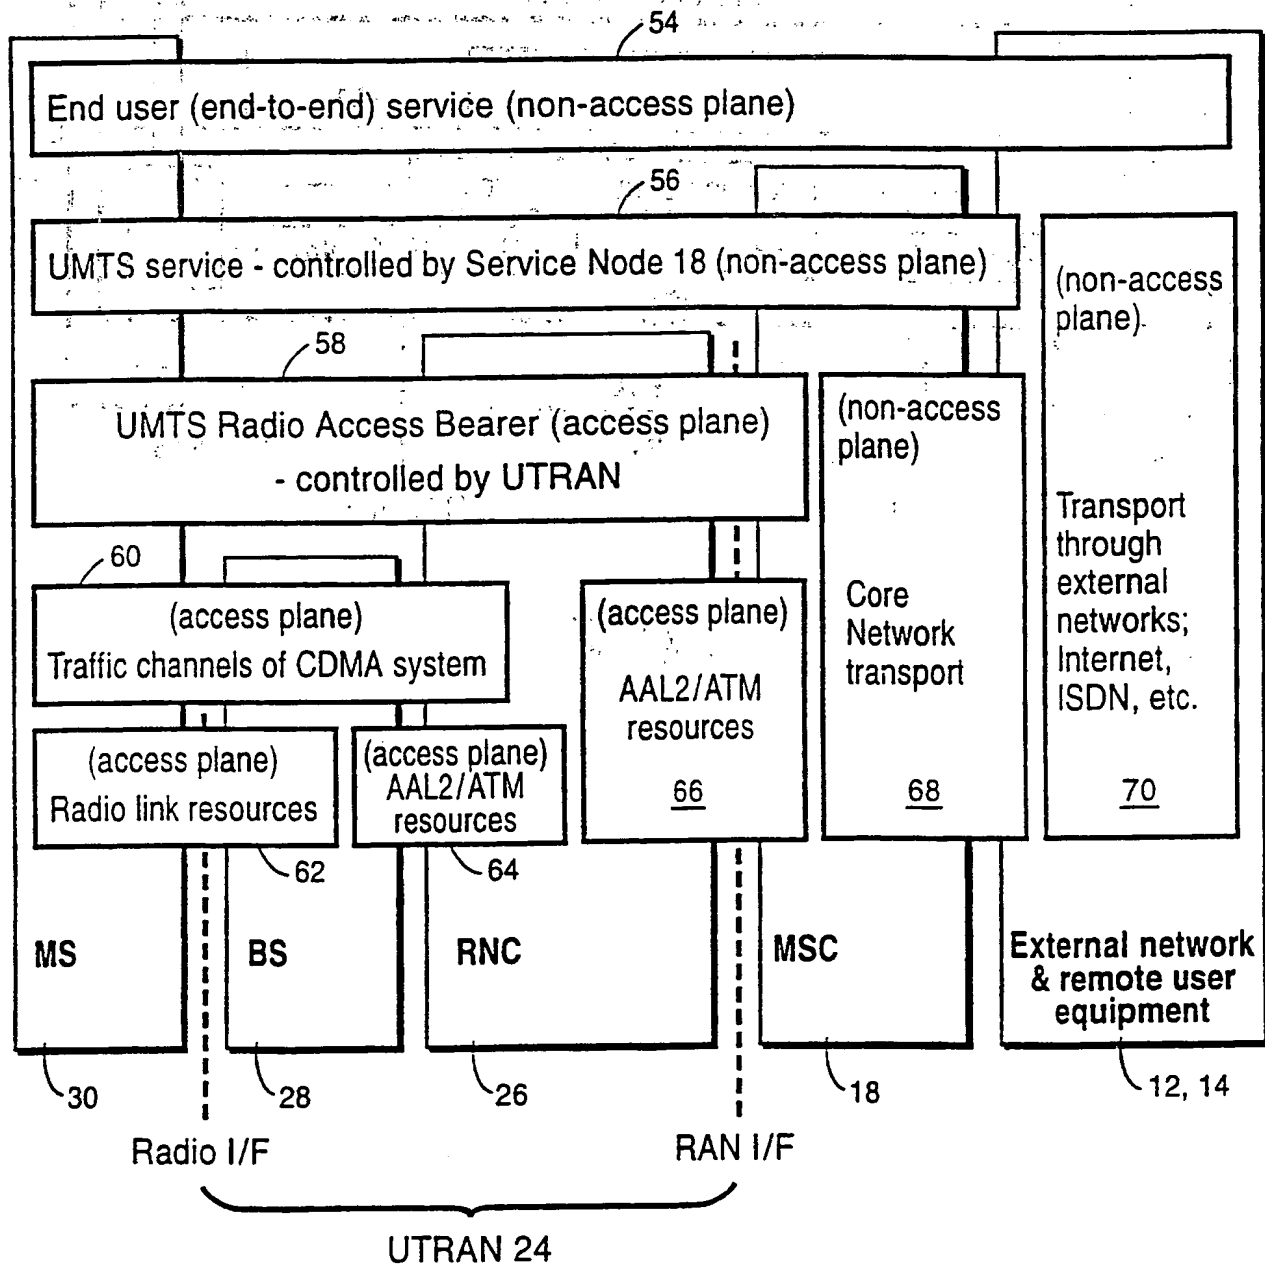 54
End user (end-to-end) service (non-access plane)
56
UMTS service - controlled by Service Node 18 (non-access plane)
(non-access
plane).
Transport
through
external
networks;
Internet,
ISDN, etc.
70
58
UMTS Radio Access Bearer (access plane)
- controlled by UTRAN
(non-access
plane)
Core
Network
transport
68
60
(access plane)
Traffic channels of CDMA system
(access plane)
AAL2/ATM
resources
66
(access plane)
Radio link resources
62
(access plane)
AAL2/ATM
resources
64
MS
BS
RNC
MSC
External network
& remote user
equipment
30
28
26
18
12, 14
Radio I/F
RAN I/F
UTRAN 24